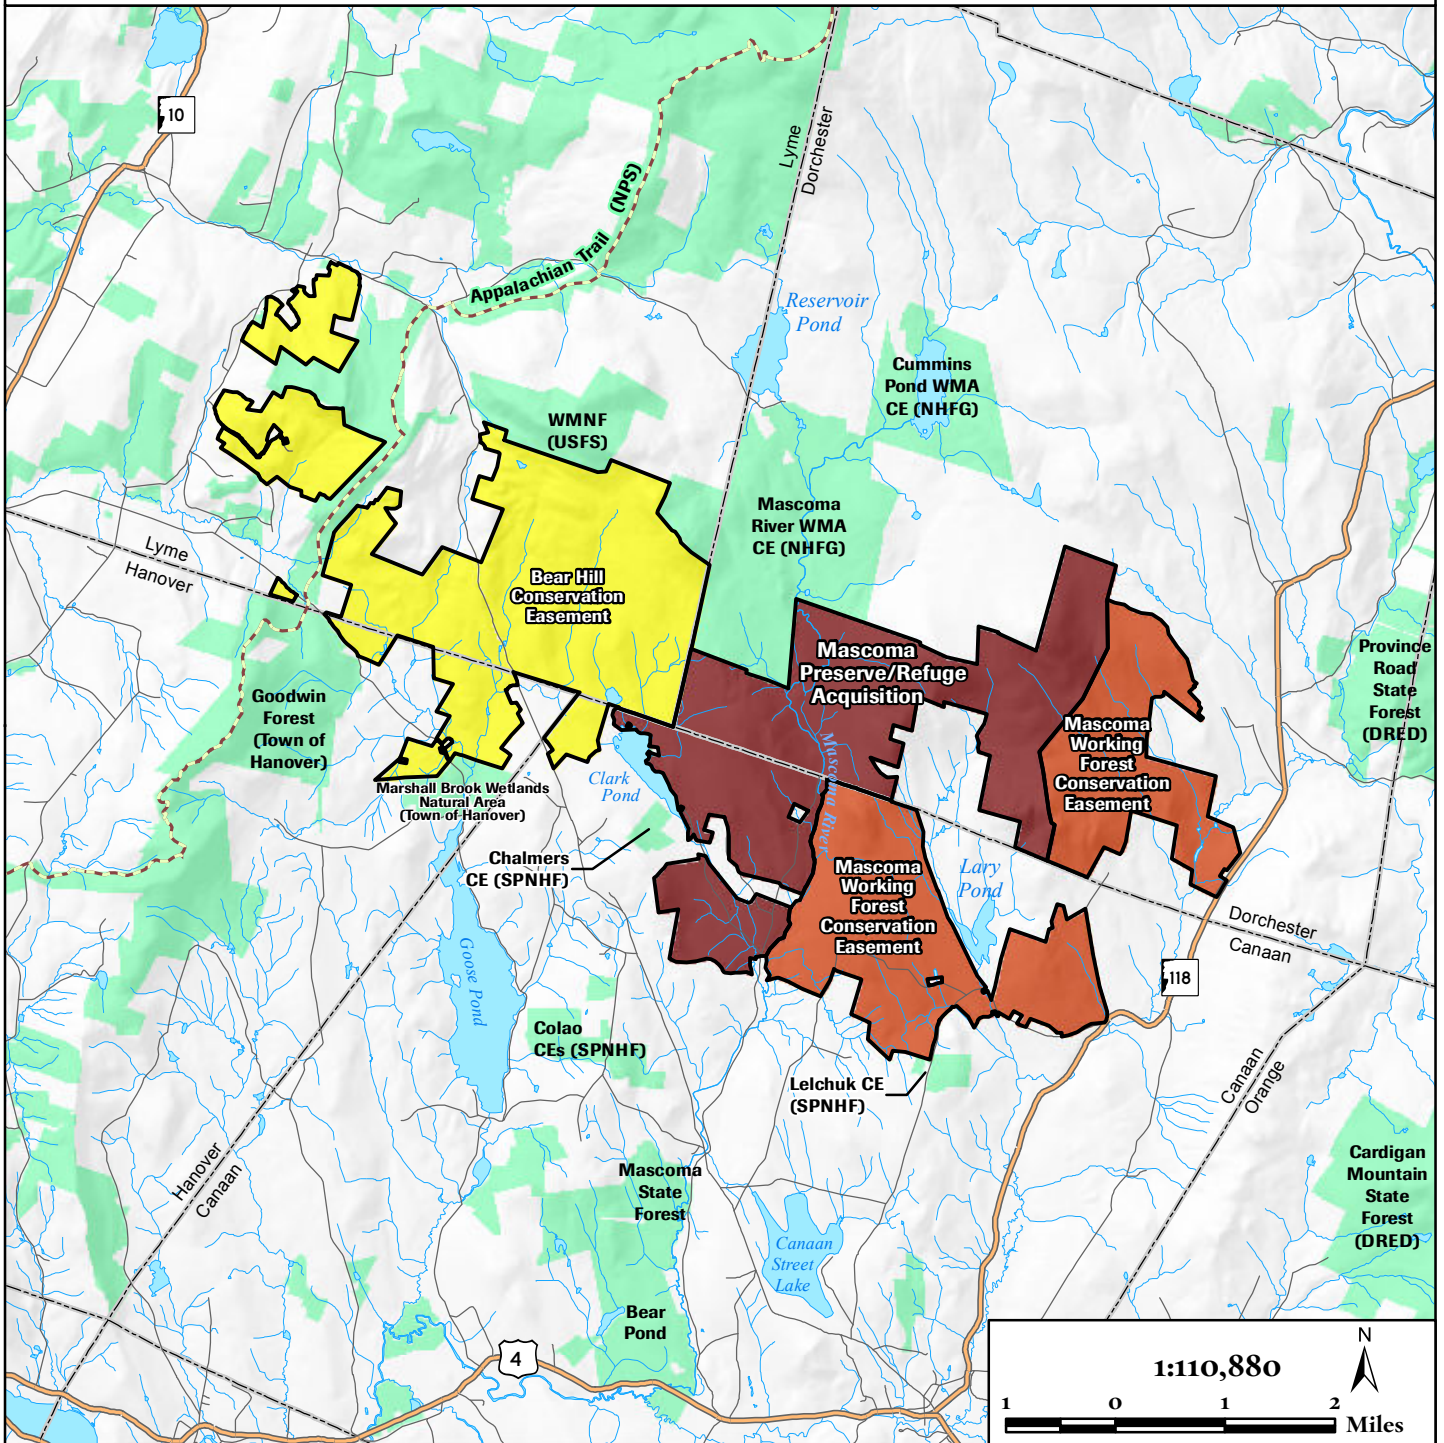 10
Lyme
Dorchester
Appalachian Trail (NPS)
Reservoir
Pond
Cummins
Pond WMA
CE (NHFG)
WMNF
(USFS)
Mascoma
River WMA
CE (NHFG)
Lyme
Hanover
Bear Hill
Conservation
Easement
Mascoma
Preserve/Refuge
Acquisition
Province
Road
State
Forest
(DRED)
Goodwin
Forest
(Town of
Hanover)
Mascoma
Working
Forest
Conservation
Easement
Mascoma River
Clark
Pond
Marshall Brook Wetlands
Natural Area
(Town of Hanover)
Chalmers
CE (SPNHF)
Mascoma
Working
Forest
Conservation
Easement
Lary
Pond
Dorchester
Canaan
118
Goose Pond
Colao
CEs (SPNHF)
Lelchuk CE
(SPNHF)
Canaan
Orange
Hanover
Canaan
Mascoma
State
Forest
Cardigan
Mountain
State
Forest
(DRED)
Canaan
Street
Lake
Bear
Pond
4
N
1:110,880
1 0 1 2
Miles